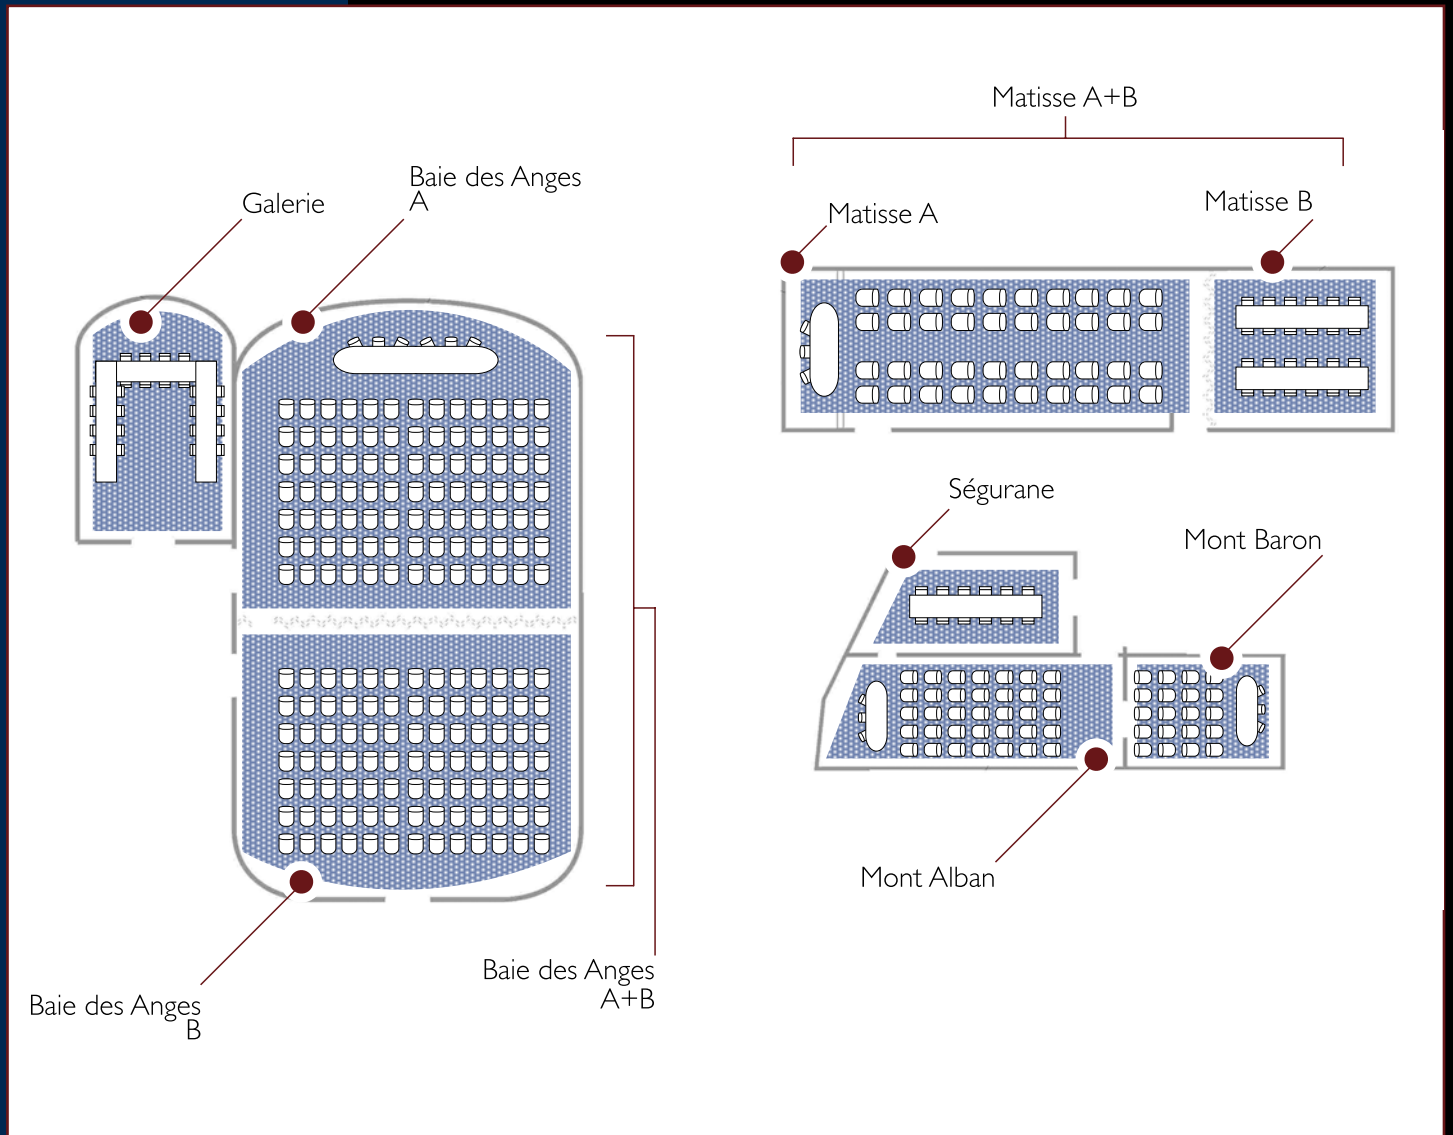 Matisse A+B
Baie des Anges
A
Galerie
Matisse A
Matisse B
Ségurane
Mont Baron
Mont Alban
Baie des Anges
A+B
Baie des Anges
B